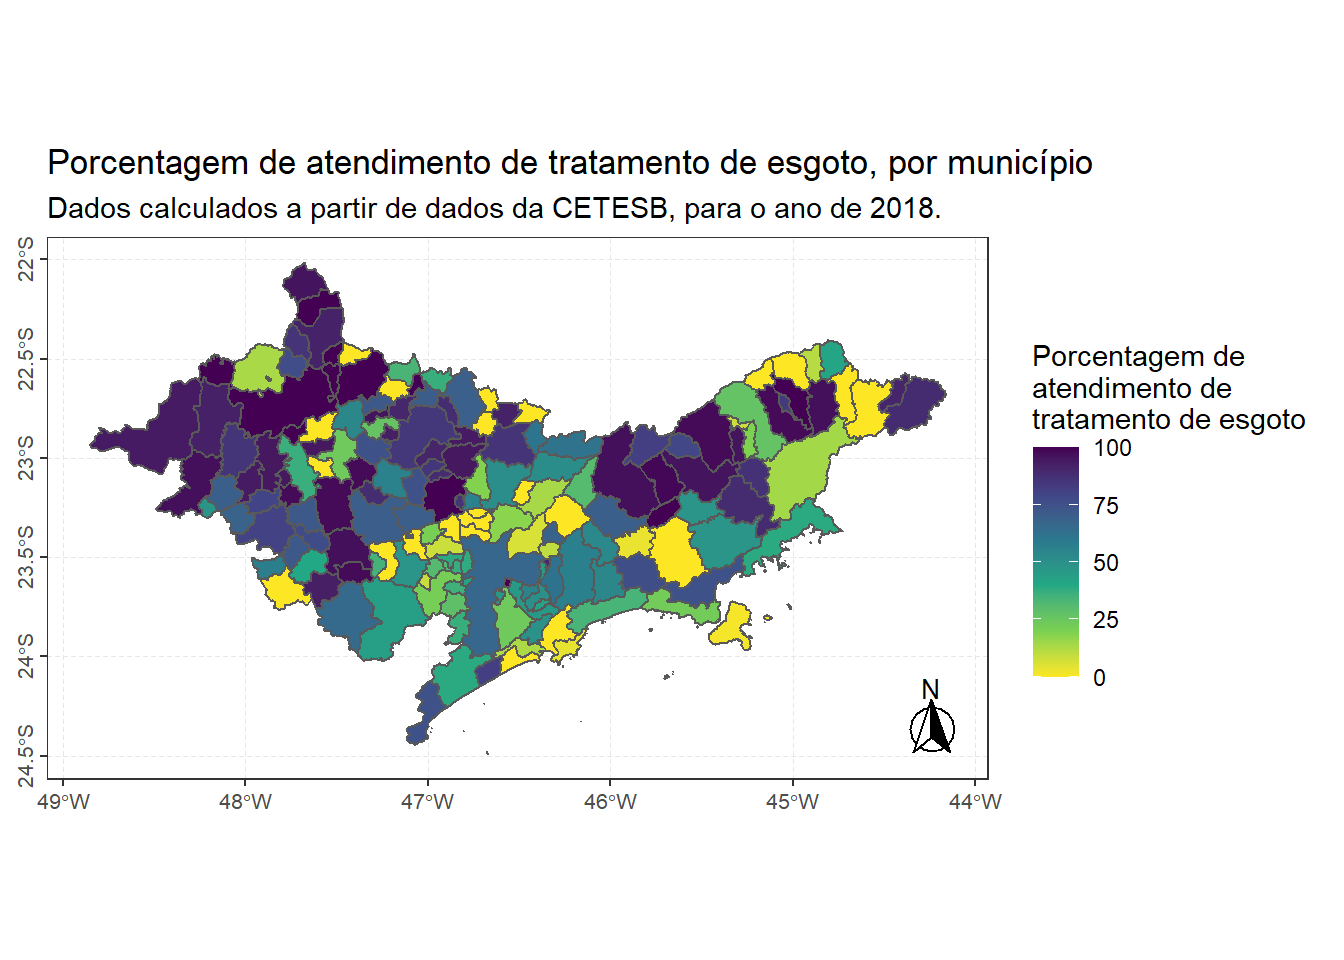 Porcentagem de atendimento de tratamento de esgoto, por município
Dados calculados a partir de dados da CETESB, para o ano de 2018.
22°S
22.5°S
23°S
23.5°S
24°S
24.5°S
49°W
48°W
47°W
46°W
45°W
44°W
N
Porcentagem de
atendimento de
tratamento de esgoto
100
75
50
25
0